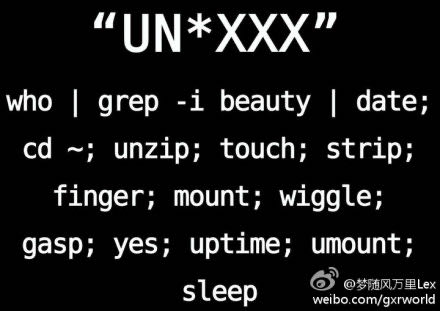 “UN*XXX”
who | grep -i beauty | date;
cd ~; unzip; touch; strip;
finger; mount; wiggle;
gasp; yes; uptime; umount;
sleep
@梦随风万里Lex
weibo.com/gxrworld